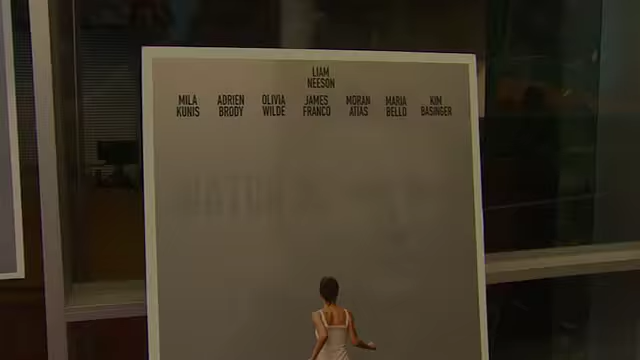 LIAM
NEESON
MILA ADRIEN OLIVIA JAMES MORAN MARIA KIM
KUNIS BRODY WILDE FRANCO ATIAS BELLO BASINGER